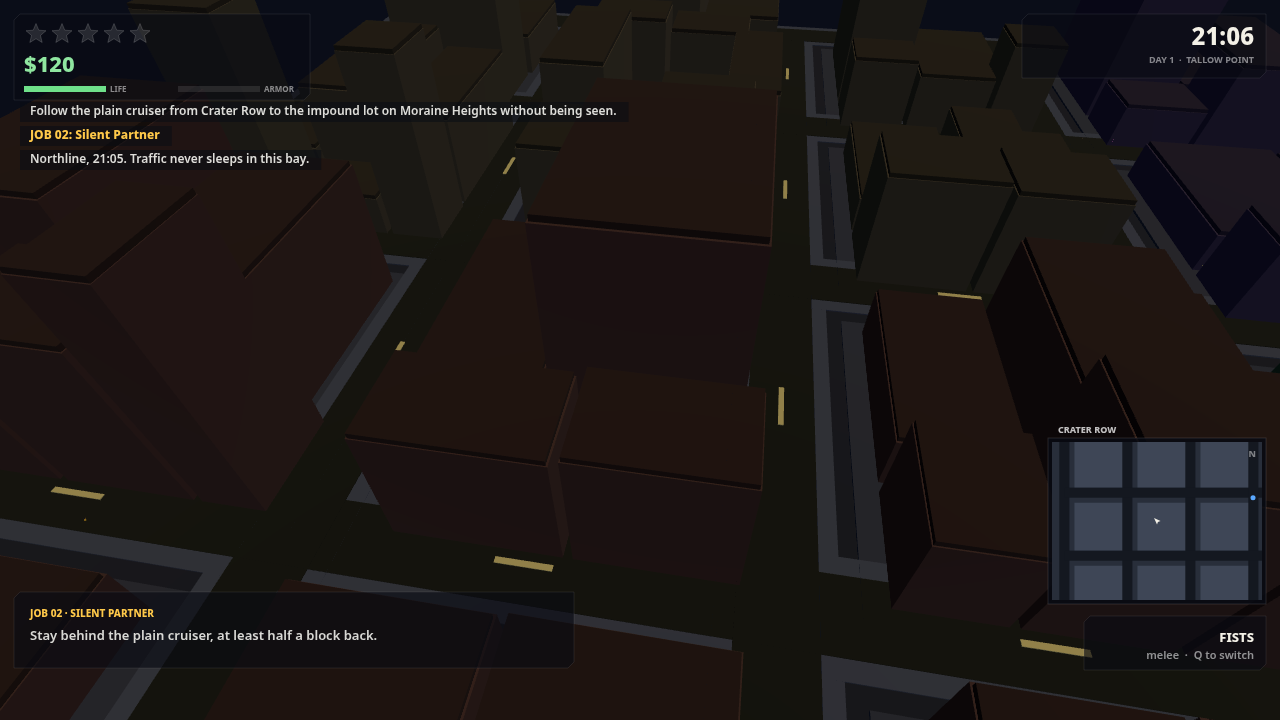 $120
LIFE
ARMOR
21:06
DAY 1 · TALLOW POINT
Follow the plain cruiser from Crater Row to the impound lot on Moraine Heights without being seen.
JOB 02: Silent Partner
Northline, 21:05. Traffic never sleeps in this bay.
CRATER ROW
N
JOB 02 · SILENT PARTNER
Stay behind the plain cruiser, at least half a block back.
FISTS
melee · Q to switch